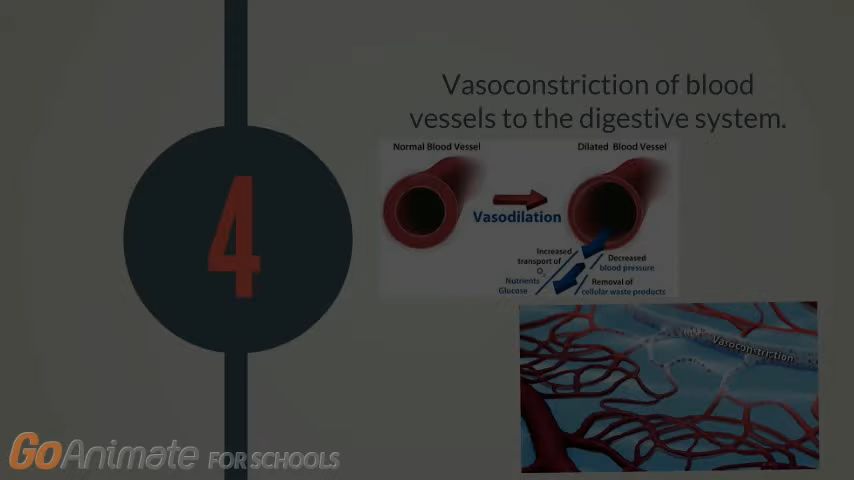 4
Vasoconstriction of blood
vessels to the digestive system.
Normal Blood Vessel
Dilated Blood Vessel
Vasodilation
Increased
transport of
O₂
Nutrients
Glucose
Decreased
blood pressure
Removal of
cellular waste products
Vasoconstriction
GoAnimate FOR SCHOOLS